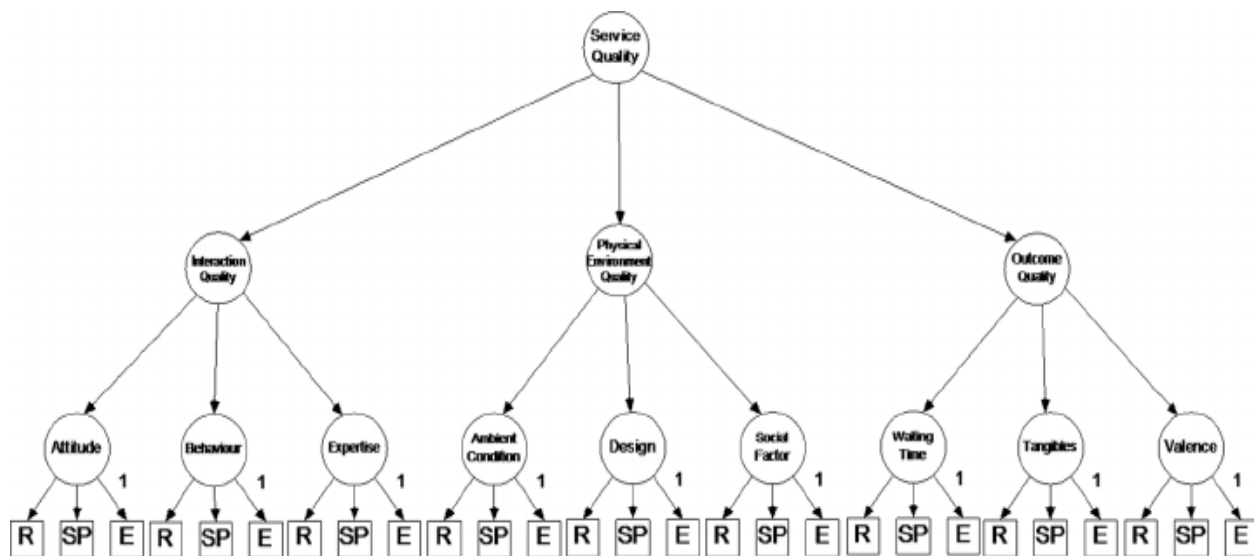 Service
Quality
Interaction
Quality
Physical
Environment
Quality
Outcome
Quality
Attitude
Behaviour
Expertise
Ambient
Condition
Design
Social
Factor
Waiting
Time
Tangibles
Valence
1 1 1 1 1 1 1 1 1
R SP E R SP E R SP E R SP E R SP E R SP E R SP E R SP E R SP E